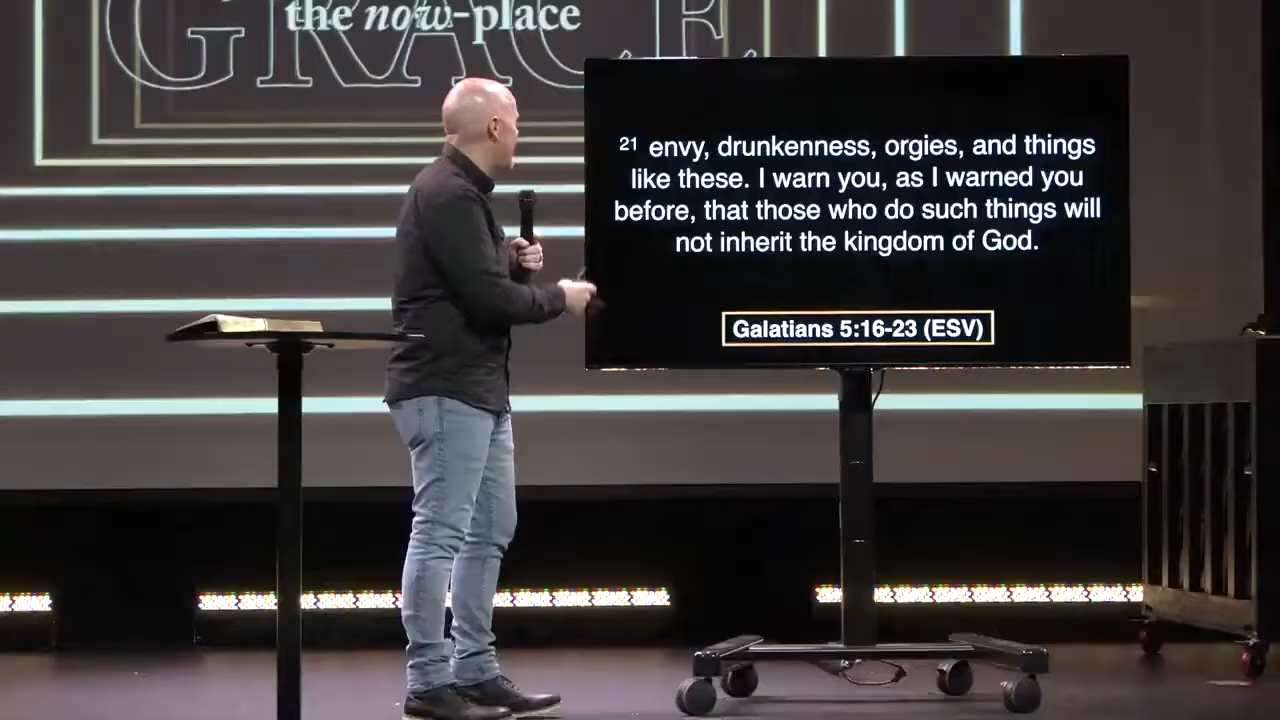 the now-place
GRACE
21 envy, drunkenness, orgies, and things
like these. I warn you, as I warned you
before, that those who do such things will
not inherit the kingdom of God.
Galatians 5:16-23 (ESV)